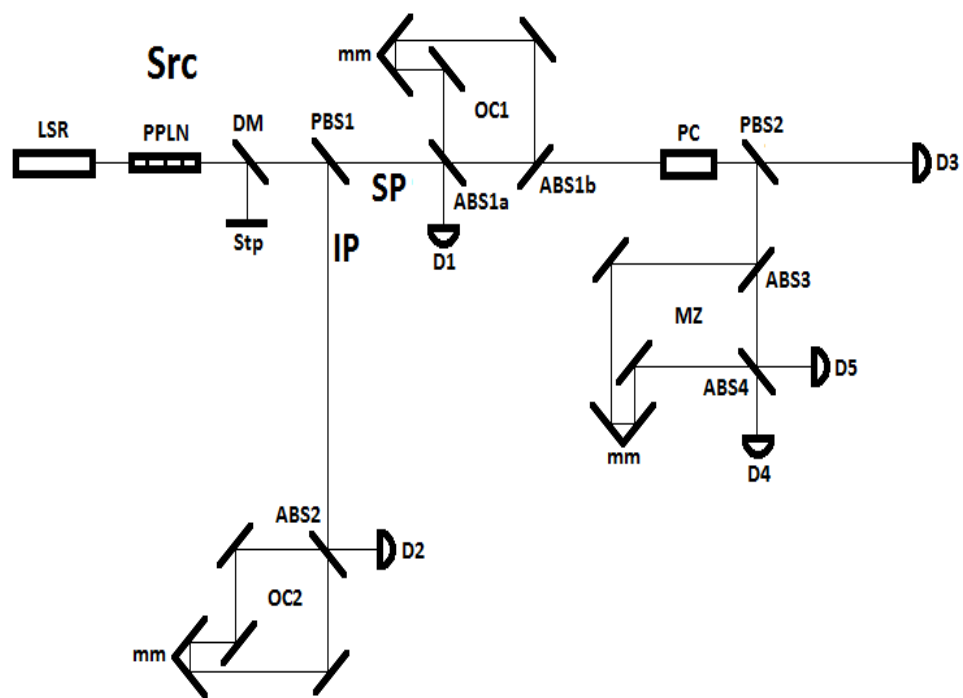 Src
LSR
PPLN
DM
Stp
PBS1
SP
IP
mm
OC1
ABS1a
ABS1b
D1
PC
PBS2
D3
ABS3
MZ
ABS4
D5
mm
D4
ABS2
D2
OC2
mm